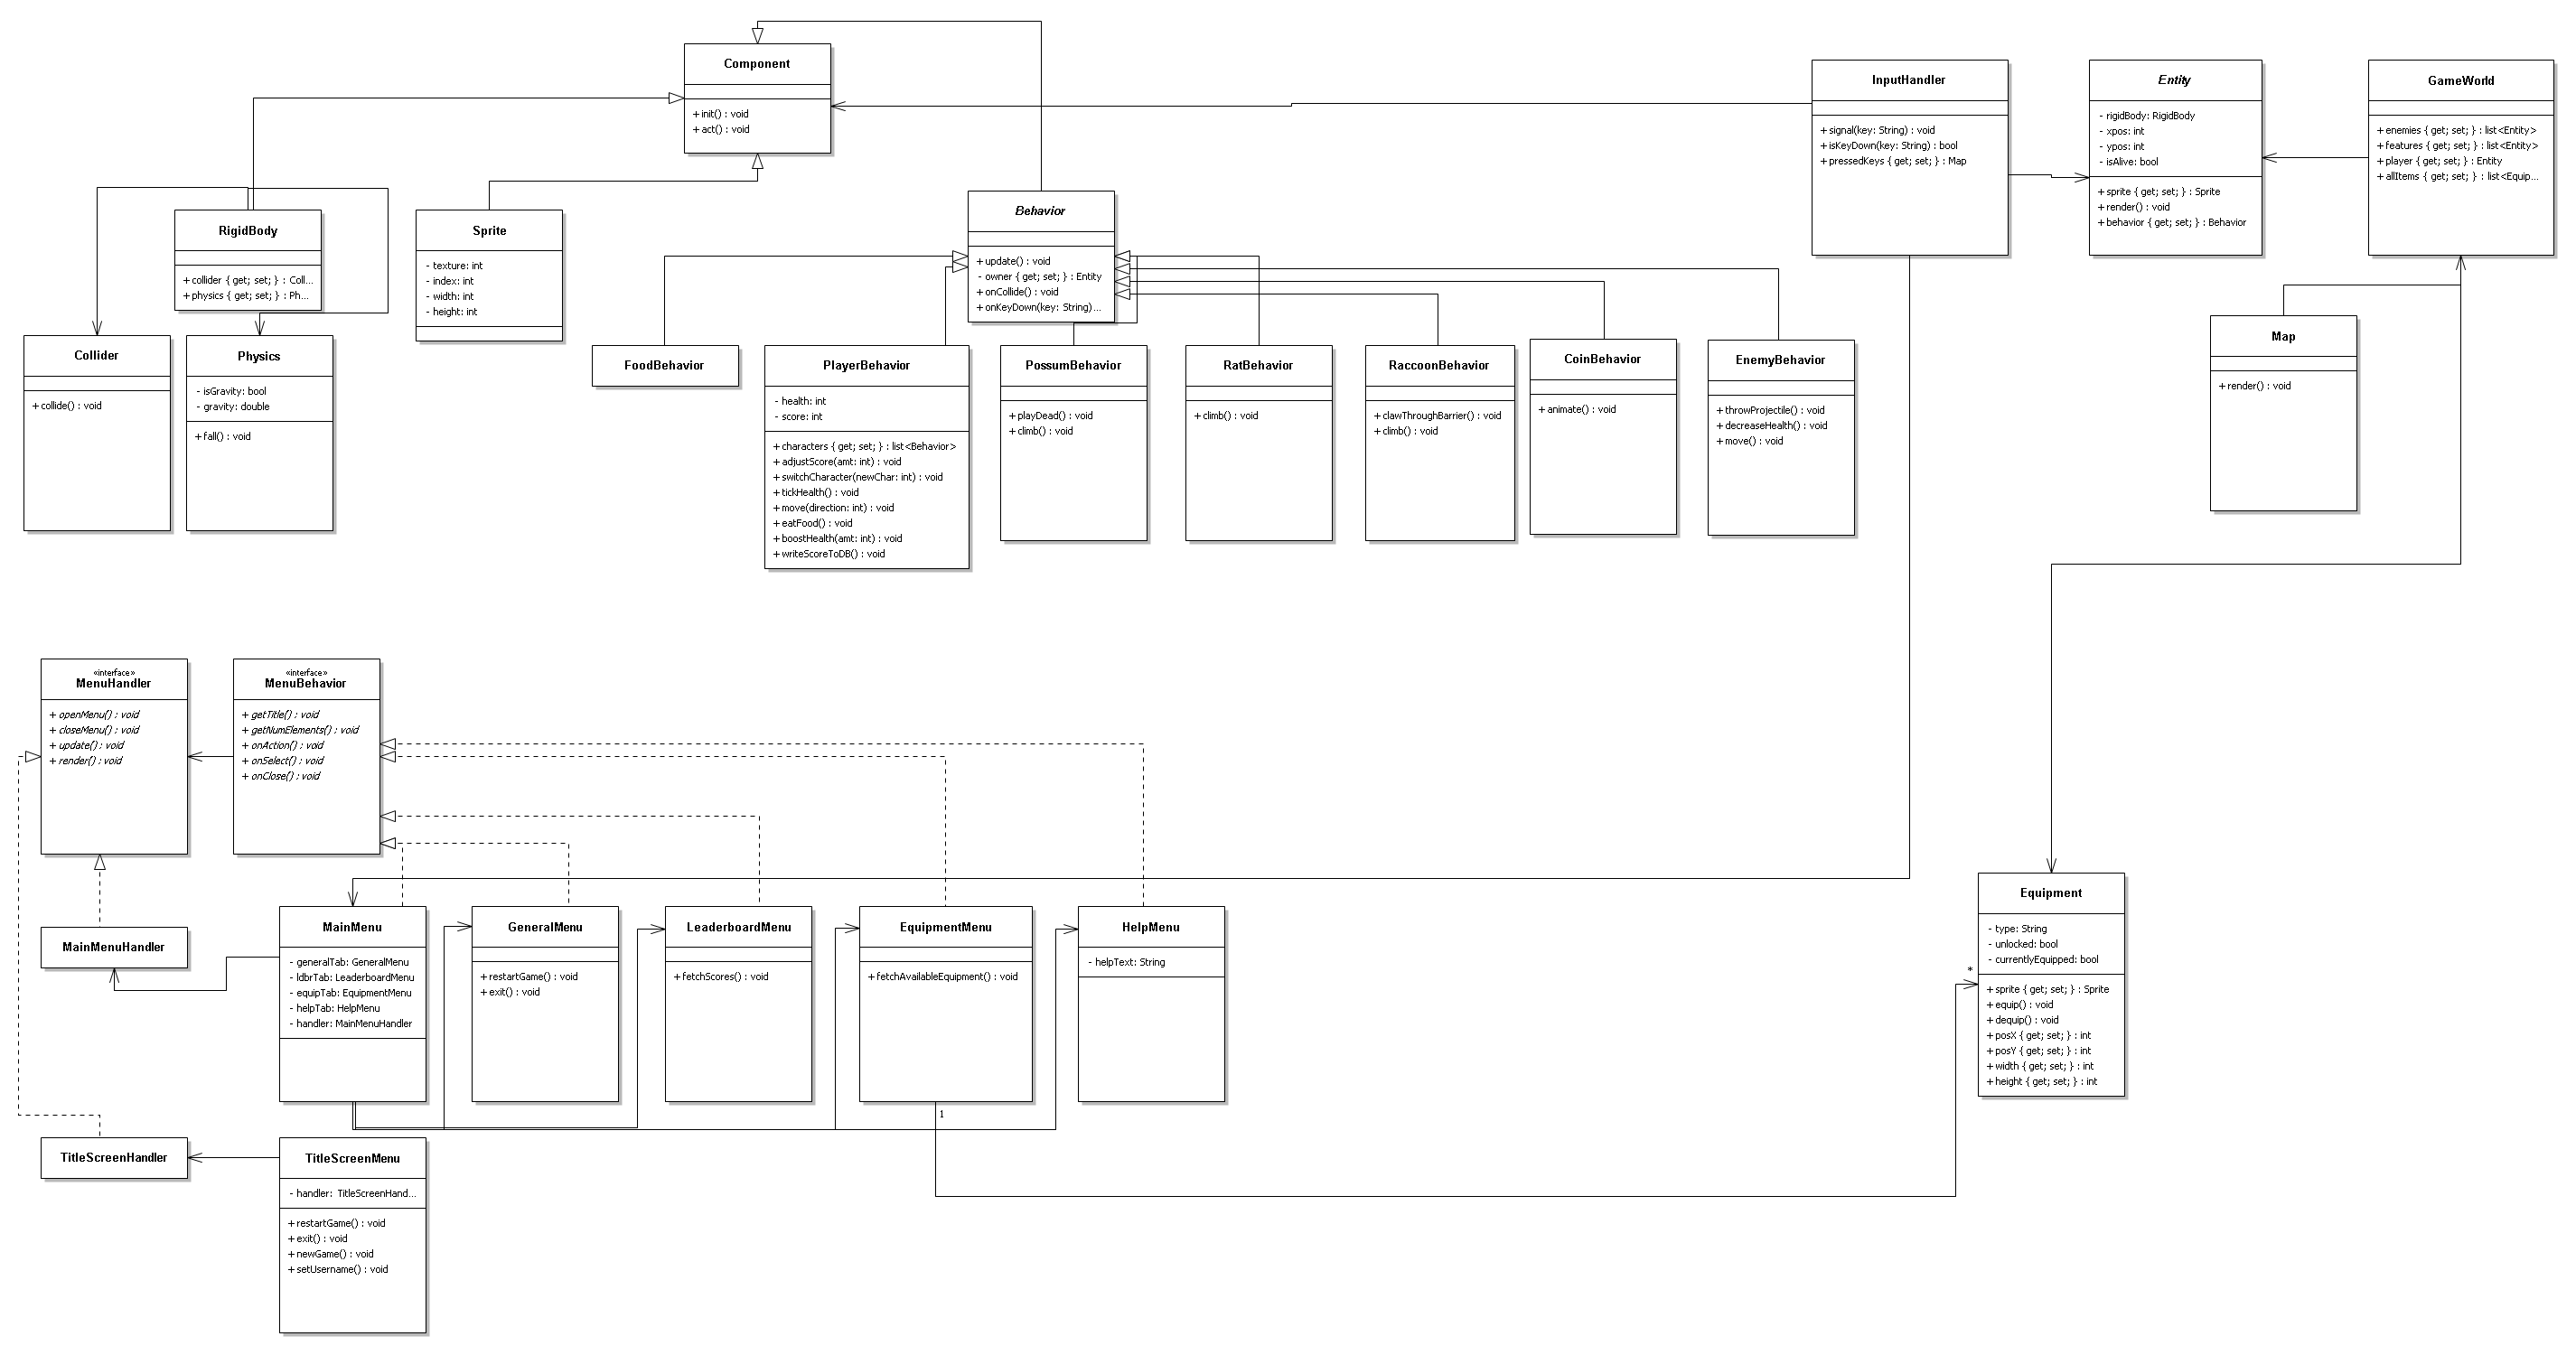 Component
+ init() : void
+ act() : void
InputHandler
+ signal(key: String) : void
+ isKeyDown(key: String) : bool
+ pressedKeys { get; set; } : Map
Entity
- rigidBody: RigidBody
- xpos: int
- ypos: int
- isAlive: bool
+ sprite { get; set; } : Sprite
+ render() : void
+ behavior { get; set; } : Behavior
GameWorld
+ enemies { get; set; } : list<Entity>
+ features { get; set; } : list<Entity>
+ player { get; set; } : Entity
+ allItems { get; set; } : list<Equip...
RigidBody
+ collider { get; set; } : Coll...
+ physics { get; set; } : Ph...
Sprite
- texture: int
- index: int
- width: int
- height: int
Behavior
+ update() : void
- owner { get; set; } : Entity
+ onCollide() : void
+ onKeyDown(key: String)...
Collider
+ collide() : void
Physics
- isGravity: bool
- gravity: double
+ fall() : void
FoodBehavior
PlayerBehavior
- health: int
- score: int
+ characters { get; set; } : list<Behavior>
+ adjustScore(amt: int) : void
+ switchCharacter(newChar: int) : void
+ tickHealth() : void
+ move(direction: int) : void
+ eatFood() : void
+ boostHealth(amt: int) : void
+ writeScoreToDB() : void
PossumBehavior
+ playDead() : void
+ climb() : void
RatBehavior
+ climb() : void
RaccoonBehavior
+ clawThroughBarrier() : void
+ climb() : void
CoinBehavior
+ animate() : void
EnemyBehavior
+ throwProjectile() : void
+ decreaseHealth() : void
+ move() : void
Map
+ render() : void
«interface»
MenuHandler
+ openMenu() : void
+ closeMenu() : void
+ update() : void
+ render() : void
«interface»
MenuBehavior
+ getTitle() : void
+ getNumElements() : void
+ onAction() : void
+ onSelect() : void
+ onClose() : void
MainMenuHandler
MainMenu
- generalTab: GeneralMenu
- ldbrTab: LeaderboardMenu
- equipTab: EquipmentMenu
- helpTab: HelpMenu
- handler: MainMenuHandler
GeneralMenu
+ restartGame() : void
+ exit() : void
LeaderboardMenu
+ fetchScores() : void
EquipmentMenu
+ fetchAvailableEquipment() : void
1
HelpMenu
- helpText: String
Equipment
- type: String
- unlocked: bool
- currentlyEquipped: bool
*
+ sprite { get; set; } : Sprite
+ equip() : void
+ dequip() : void
+ posX { get; set; } : int
+ posY { get; set; } : int
+ width { get; set; } : int
+ height { get; set; } : int
TitleScreenHandler
TitleScreenMenu
- handler: TitleScreenHand...
+ restartGame() : void
+ exit() : void
+ newGame() : void
+ setUsername() : void